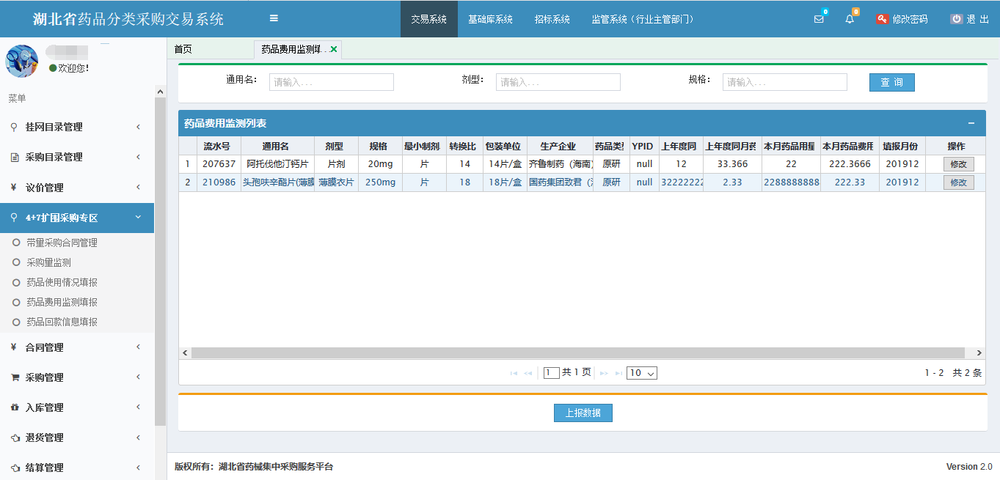 湖北省药品分类采购交易系统
交易系统
基础库系统
招标系统
监管系统（行业主管部门）
0
0
修改密码
退 出
欢迎您!
菜单
挂网目录管理
采购目录管理
议价管理
4+7扩围采购专区
带量采购合同管理
采购量监测
药品使用情况填报
药品费用监测填报
药品回款信息填报
合同管理
采购管理
入库管理
退货管理
结算管理
首页
药品费用监测填...
通用名: 请输入... 剂型: 请输入... 规格: 请输入... 查 询
药品费用监测列表
流水号 通用名 剂型 规格 最小制剂 转换比 包装单位 生产企业 药品类型 YPID 上年度同 上年度同月药 本月药品用量 本月药品费用 填报月份 操作
1 207637 阿托伐他汀钙片 片剂 20mg 片 14 14片/盒 齐鲁制药（海南） 原研 null 12 33.366 22 222.3666 201912 修改
2 210986 头孢呋辛酯片(薄膜 薄膜衣片 250mg 片 18 18片/盒 国药集团致君（ 原研 null 32222222 2.33 2288888888 222.33 201912 修改
1 共 1 页 10
1 - 2 共 2 条
上报数据
版权所有: 湖北省药械集中采购服务平台
Version 2.0